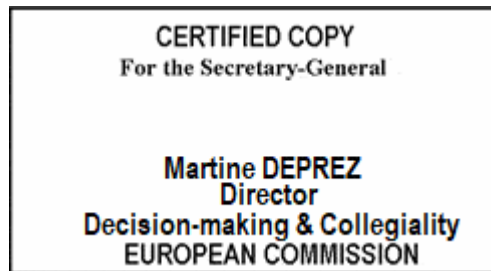 CERTIFIED COPY
For the Secretary-General
Martine DEPREZ
Director
Decision-making & Collegiality
EUROPEAN COMMISSION